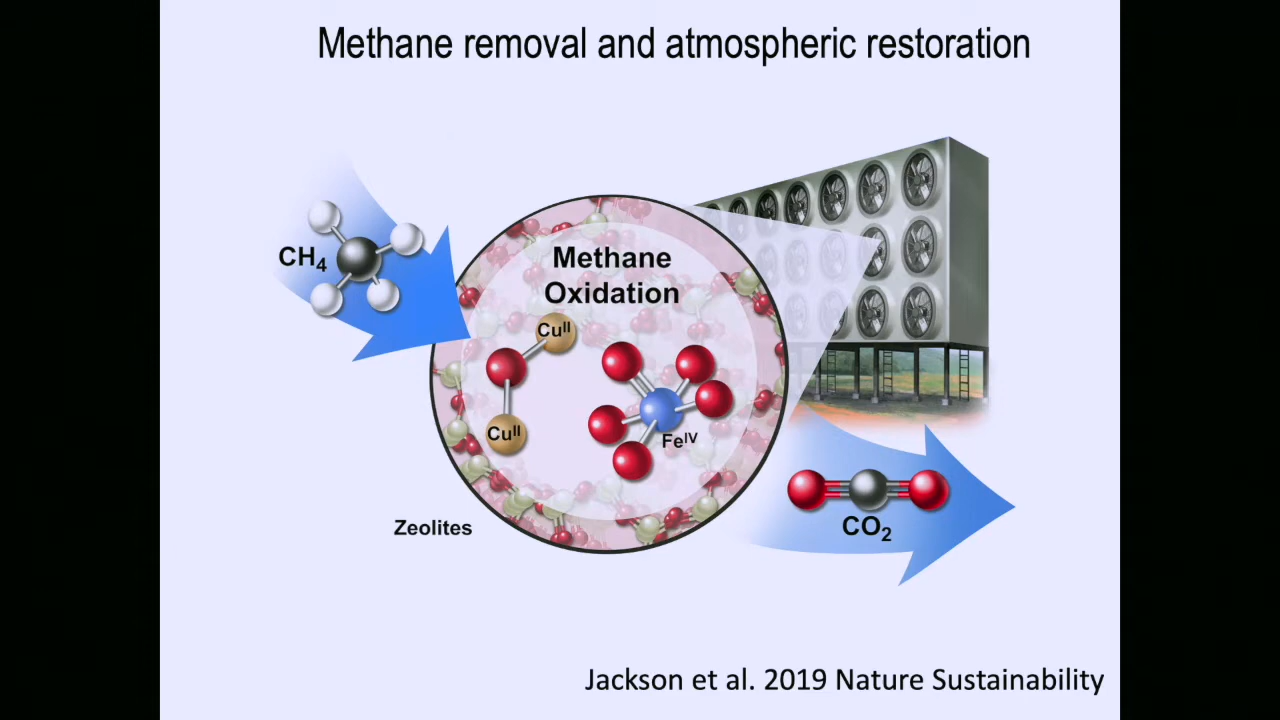 Methane removal and atmospheric restoration
CH₄
Methane
Oxidation
Cuᴵᴵ
Cuᴵᴵ
Feᴵⱽ
Zeolites
CO₂
Jackson et al. 2019 Nature Sustainability